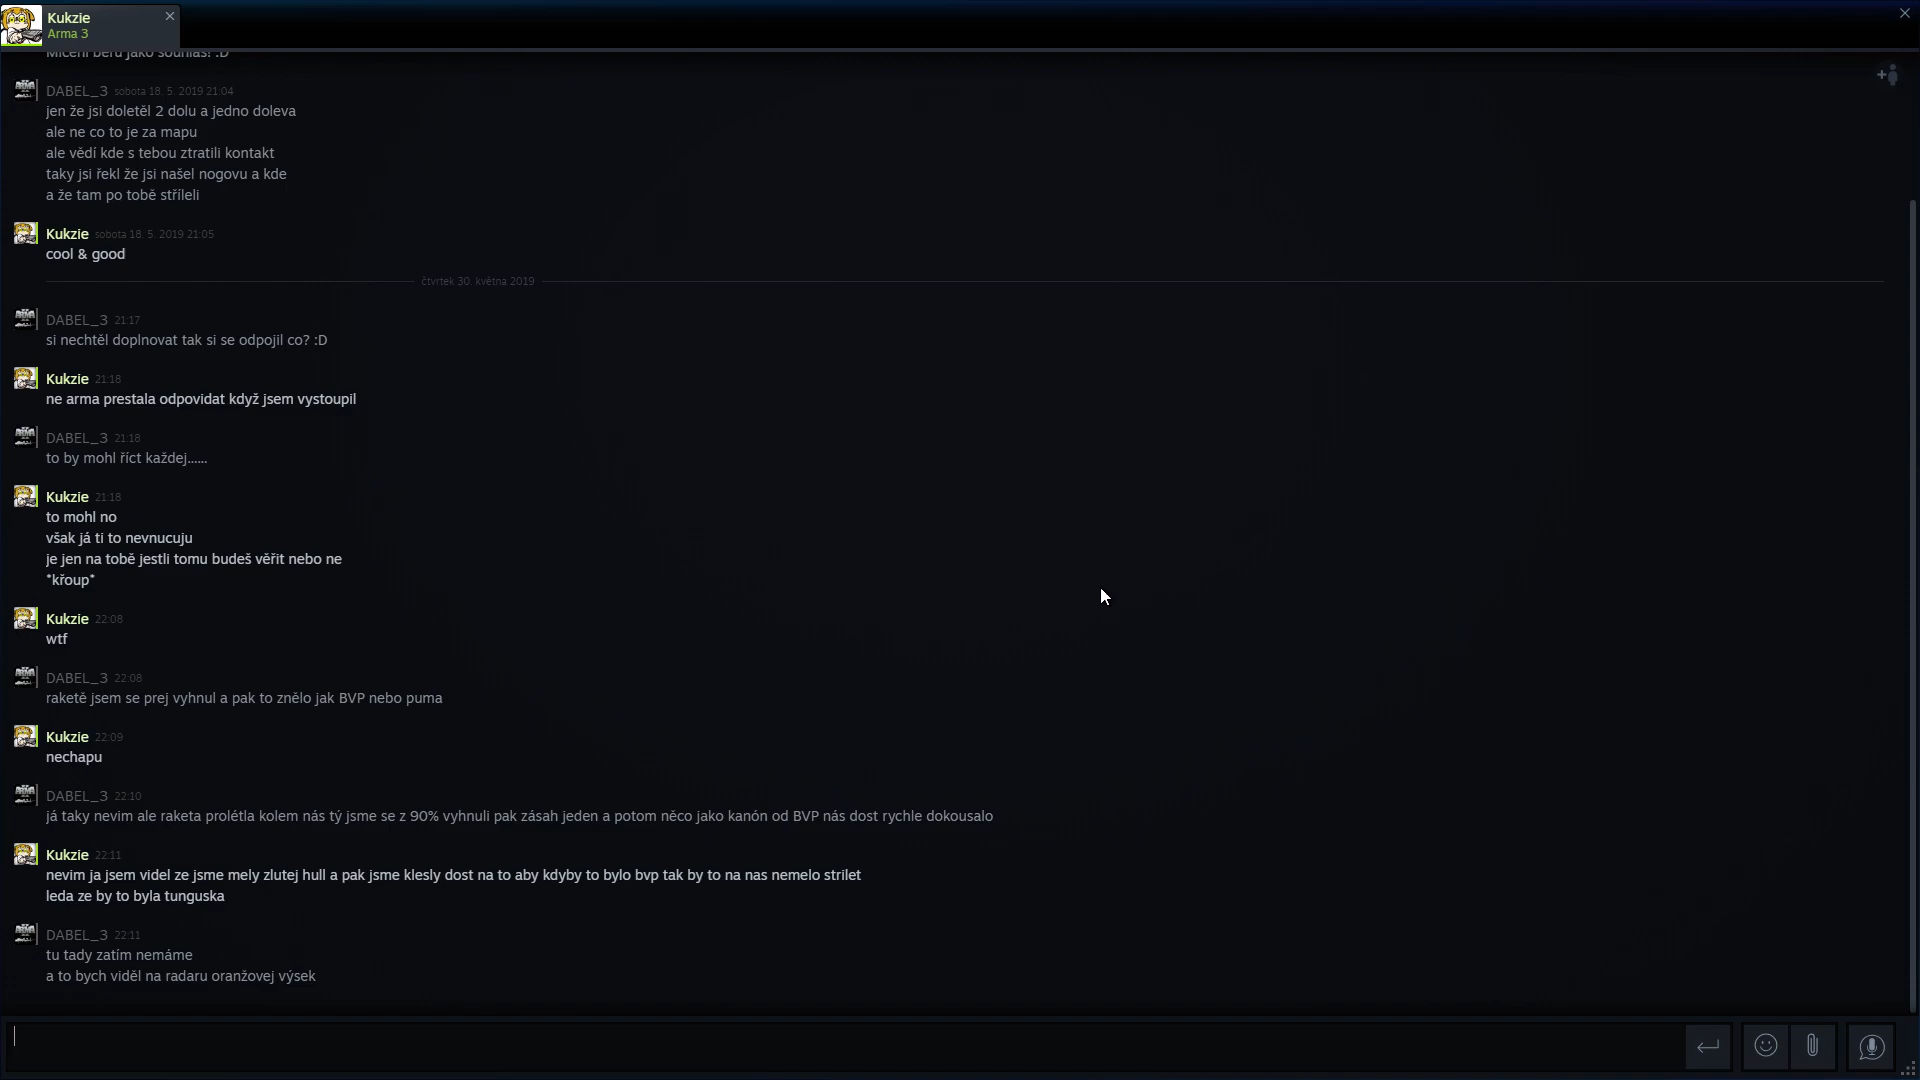 Kukzie
Arma 3
Mlčení beru jako souhlas! :D
DABEL_3 sobota 18. 5. 2019 21:04
jen že jsi doletěl 2 dolu a jedno doleva
ale ne co to je za mapu
ale vědí kde s tebou ztratili kontakt
taky jsi řekl že jsi našel nogovu a kde
a že tam po tobě stříleli
Kukzie sobota 18. 5. 2019 21:05
cool & good
čtvrtek 30. května 2019
DABEL_3 21:17
si nechtěl doplnovat tak si se odpojil co? :D
Kukzie 21:18
ne arma prestala odpovidat když jsem vystoupil
DABEL_3 21:18
to by mohl říct každej......
Kukzie 21:18
to mohl no
však já ti to nevnucuju
je jen na tobě jestli tomu budeš věřit nebo ne
*křoup*
Kukzie 22:08
wtf
DABEL_3 22:08
raketě jsem se prej vyhnul a pak to znělo jak BVP nebo puma
Kukzie 22:09
nechapu
DABEL_3 22:10
já taky nevim ale raketa prolétla kolem nás tý jsme se z 90% vyhnuli pak zásah jeden a potom něco jako kanón od BVP nás dost rychle dokousalo
Kukzie 22:11
nevim ja jsem videl ze jsme mely zlutej hull a pak jsme klesly dost na to aby kdyby to bylo bvp tak by to na nas nemelo strilet
leda ze by to byla tunguska
DABEL_3 22:11
tu tady zatím nemáme
a to bych viděl na radaru oranžovej výsek